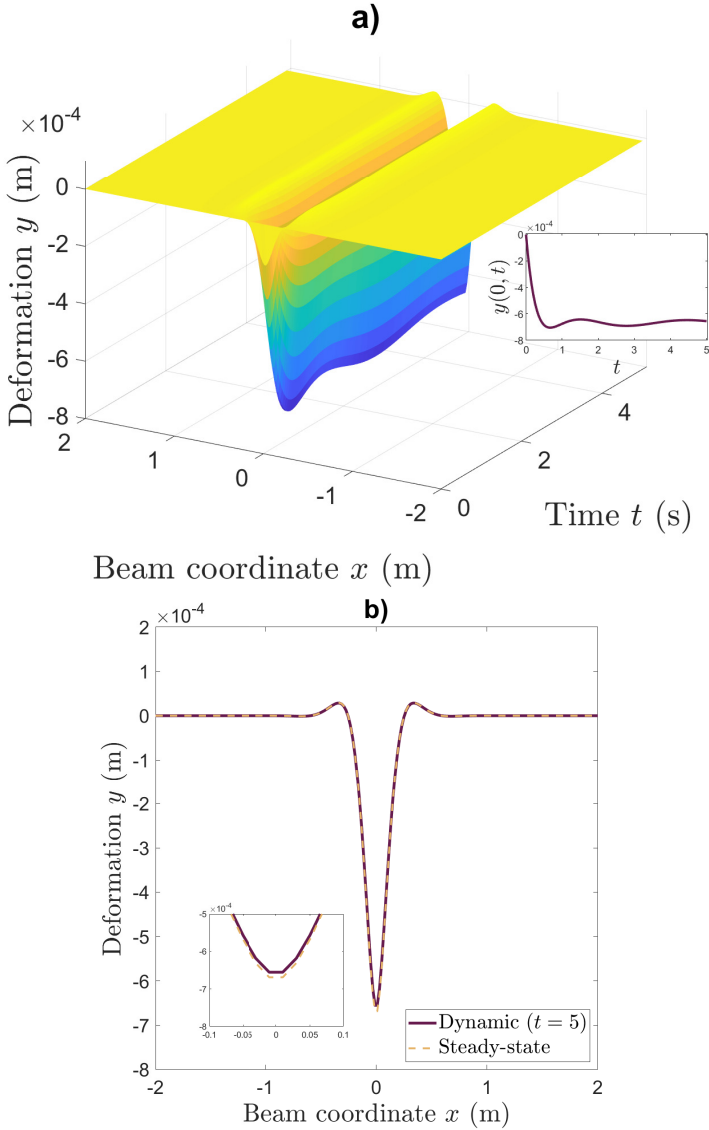 a)
×10⁻⁴
0
-2
-4
-6
-8
Deformation y (m)
2
1
0
-1
-2
Beam coordinate x (m)
0
2
4
Time t (s)
×10⁻⁴
0
-2
-4
-6
-8
y(0, t)
0 1 2 3 4 5
t
b)
×10⁻⁴
2
1
0
-1
-2
-3
-4
-5
-6
-7
-8
Deformation y (m)
×10⁻⁴
-5
-6
-7
-8
-0.1 -0.05 0 0.05 0.1
Dynamic (t = 5)
Steady-state
-2 -1 0 1 2
Beam coordinate x (m)